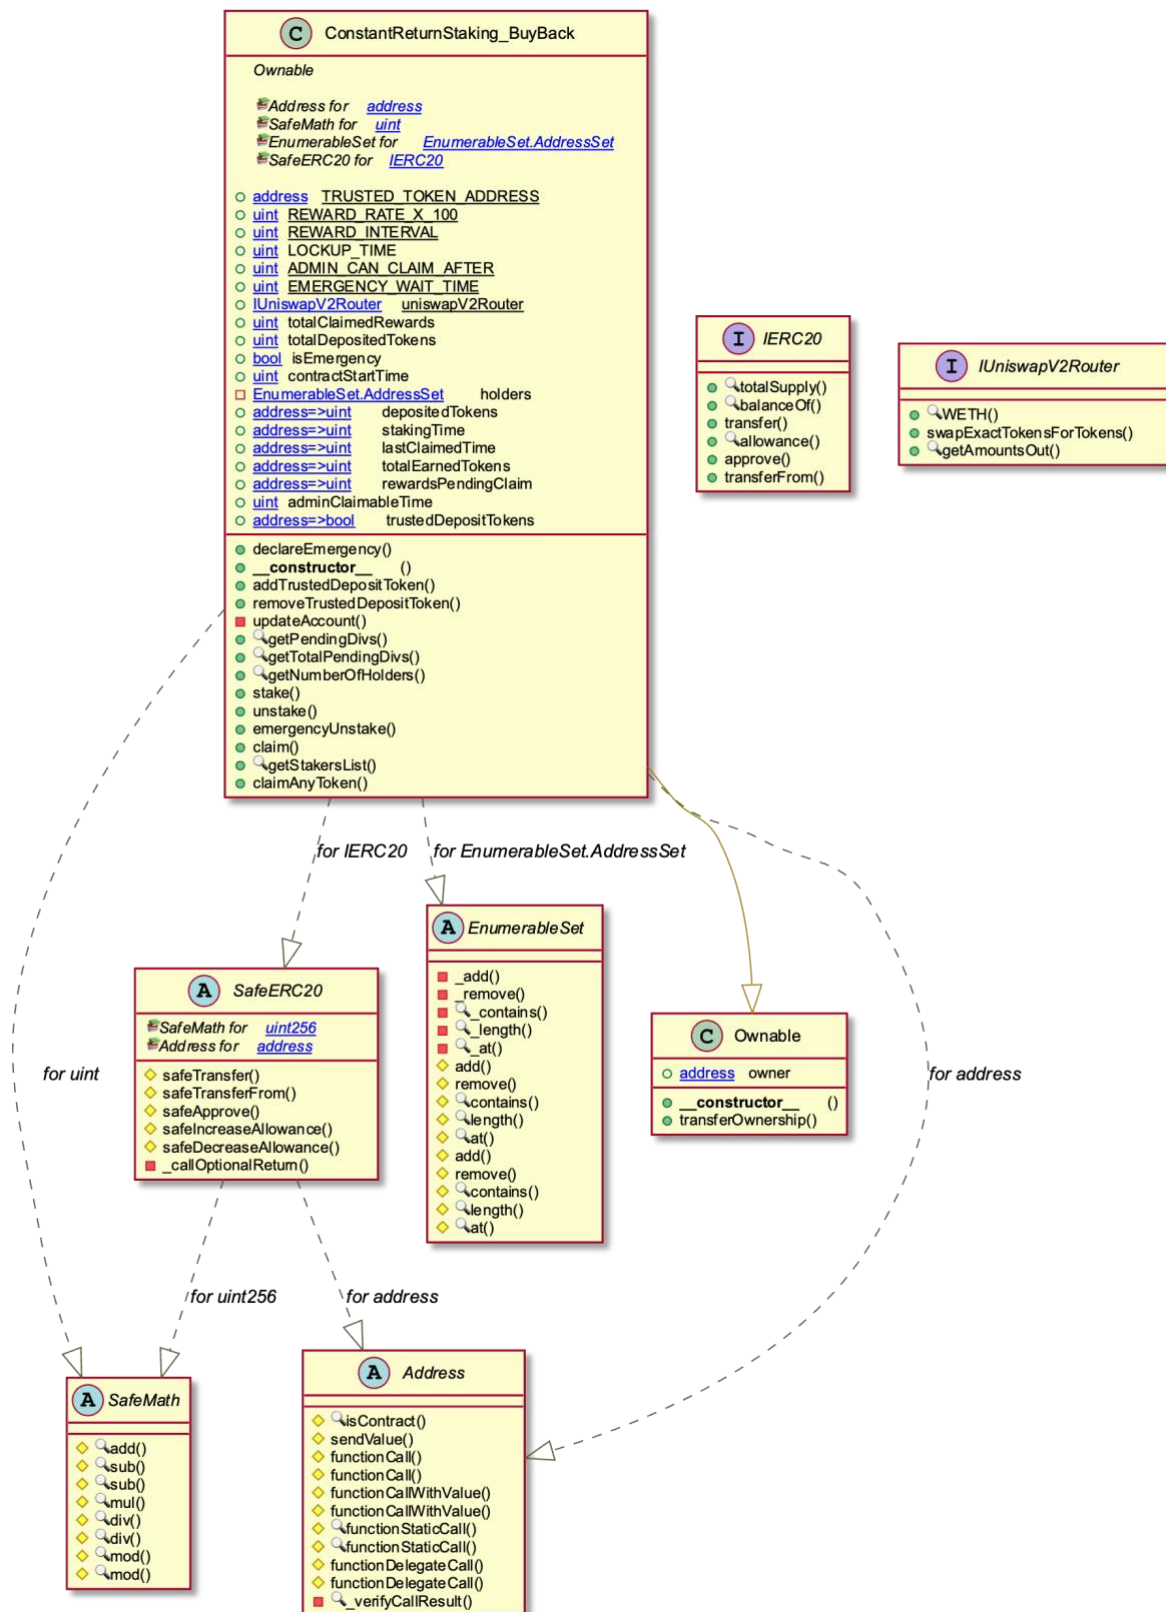 C ConstantReturnStaking_BuyBack
Ownable
Address for address
SafeMath for uint
EnumerableSet for EnumerableSet.AddressSet
SafeERC20 for IERC20
address TRUSTED_TOKEN_ADDRESS
uint REWARD_RATE_X_100
uint REWARD_INTERVAL
uint LOCKUP_TIME
uint ADMIN_CAN_CLAIM_AFTER
uint EMERGENCY_WAIT_TIME
IUniswapV2Router uniswapV2Router
uint totalClaimedRewards
uint totalDepositedTokens
bool isEmergency
uint contractStartTime
EnumerableSet.AddressSet holders
address=>uint depositedTokens
address=>uint stakingTime
address=>uint lastClaimedTime
address=>uint totalEarnedTokens
address=>uint rewardsPendingClaim
uint adminClaimableTime
address=>bool trustedDepositTokens
declareEmergency()
__constructor__ ()
addTrustedDepositToken()
removeTrustedDepositToken()
updateAccount()
getPendingDivs()
getTotalPendingDivs()
getNumberOfHolders()
stake()
unstake()
emergencyUnstake()
claim()
getStakersList()
claimAnyToken()
I IERC20
totalSupply()
balanceOf()
transfer()
allowance()
approve()
transferFrom()
I IUniswapV2Router
WETH()
swapExactTokensForTokens()
getAmountsOut()
for IERC20
for EnumerableSet.AddressSet
A EnumerableSet
_add()
_remove()
_contains()
_length()
_at()
add()
remove()
contains()
length()
at()
add()
remove()
contains()
length()
at()
A SafeERC20
SafeMath for uint256
Address for address
safeTransfer()
safeTransferFrom()
safeApprove()
safeIncreaseAllowance()
safeDecreaseAllowance()
_callOptionalReturn()
C Ownable
address owner
__constructor__ ()
transferOwnership()
for uint
for address
for uint256
for address
A SafeMath
add()
sub()
sub()
mul()
div()
div()
mod()
mod()
A Address
isContract()
sendValue()
functionCall()
functionCall()
functionCallWithValue()
functionCallWithValue()
functionStaticCall()
functionStaticCall()
functionDelegateCall()
functionDelegateCall()
_verifyCallResult()